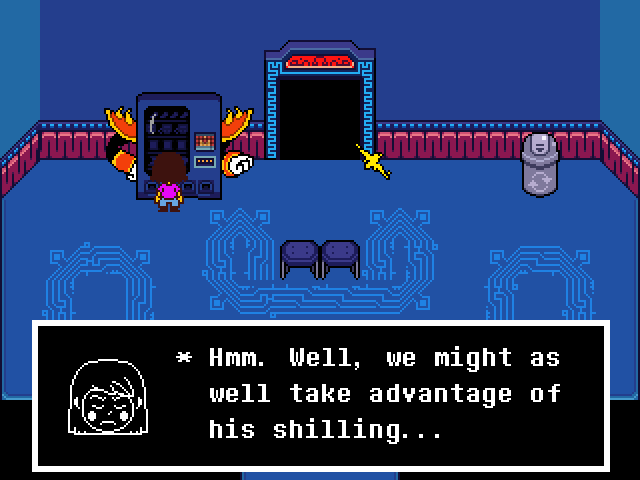 * Hmm. Well, we might as
well take advantage of
his shilling...